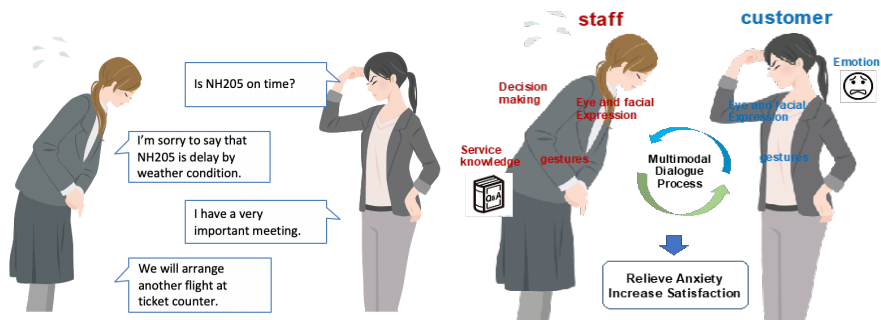 Is NH205 on time?
I'm sorry to say that
NH205 is delay by
weather condition.
I have a very
important meeting.
We will arrange
another flight at
ticket counter.
staff
customer
Emotion
Decision
making
Eye and facial
Expression
Eye and facial
Expression
Service
knowledge
gestures
gestures
Q&A
Multimodal
Dialogue
Process
Relieve Anxiety
Increase Satisfaction